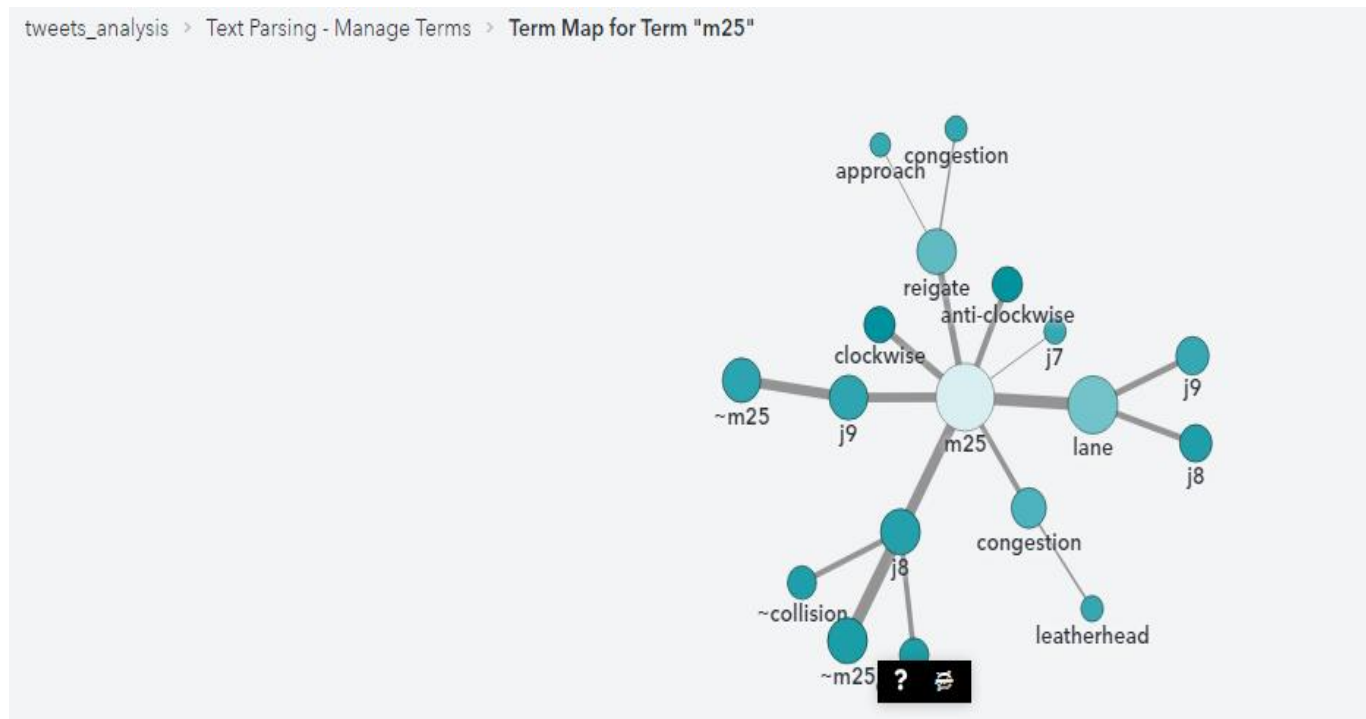 tweets_analysis > Text Parsing - Manage Terms > Term Map for Term "m25"
congestion
approach
reigate
anti-clockwise
clockwise
j7
j9
~m25
j9
m25
lane
j8
congestion
j8
~collision
leatherhead
~m25
?